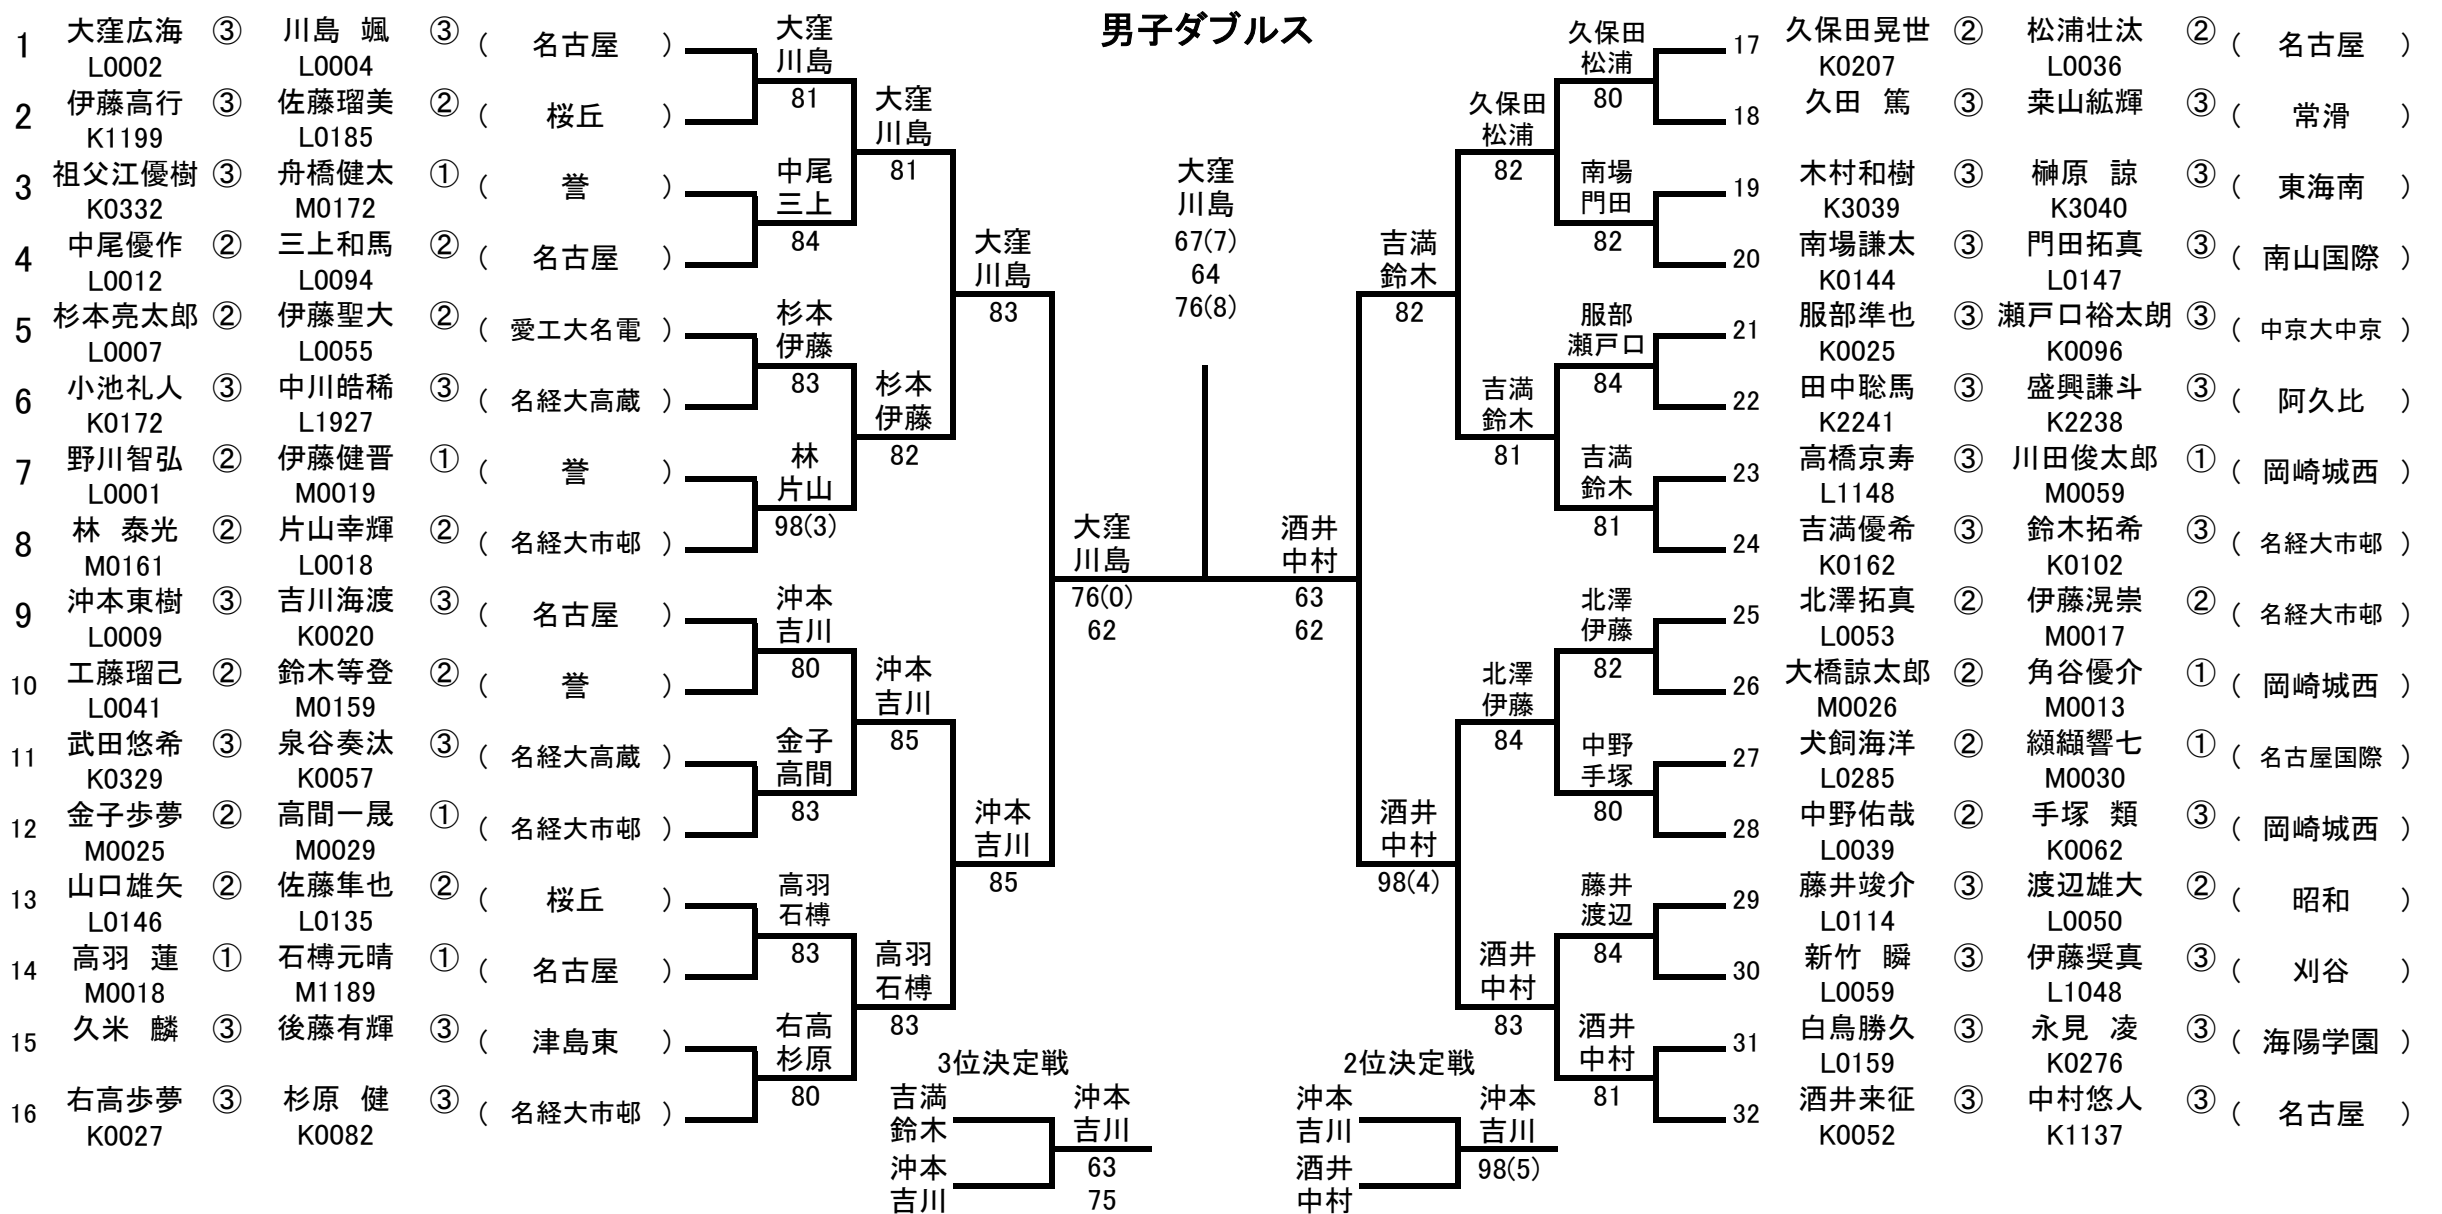 男子ダブルス
1 大窪広海 ③ 川島 颯 ③ ( 名古屋 )
L0002 L0004
2 伊藤高行 ③ 佐藤瑠美 ② ( 桜丘 )
K1199 L0185
3 祖父江優樹 ③ 舟橋健太 ① ( 誉 )
K0332 M0172
4 中尾優作 ② 三上和馬 ② ( 名古屋 )
L0012 L0094
5 杉本亮太郎 ② 伊藤聖大 ② ( 愛工大名電 )
L0007 L0055
6 小池礼人 ③ 中川皓稀 ③ ( 名経大高蔵 )
K0172 L1927
7 野川智弘 ② 伊藤健晋 ① ( 誉 )
L0001 M0019
8 林 泰光 ② 片山幸輝 ② ( 名経大市邨 )
M0161 L0018
9 沖本東樹 ③ 吉川海渡 ③ ( 名古屋 )
L0009 K0020
10 工藤瑠己 ② 鈴木等登 ② ( 誉 )
L0041 M0159
11 武田悠希 ③ 泉谷奏汰 ③ ( 名経大高蔵 )
K0329 K0057
12 金子歩夢 ② 高間一晟 ① ( 名経大市邨 )
M0025 M0029
13 山口雄矢 ② 佐藤隼也 ② ( 桜丘 )
L0146 L0135
14 高羽 蓮 ① 石榑元晴 ① ( 名古屋 )
M0018 M1189
15 久米 麟 ③ 後藤有輝 ③ ( 津島東 )
16 右高歩夢 ③ 杉原 健 ③ ( 名経大市邨 )
K0027 K0082
大窪
川島
81
中尾
三上
84
杉本
伊藤
83
林
片山
98(3)
沖本
吉川
80
金子
高間
83
高羽
石榑
83
右高
杉原
80
大窪
川島
81
杉本
伊藤
82
沖本
吉川
85
高羽
石榑
83
大窪
川島
83
沖本
吉川
85
大窪
川島
76(0)
62
大窪
川島
67(7)
64
76(8)
酒井
中村
63
62
吉満
鈴木
82
酒井
中村
98(4)
久保田
松浦
82
吉満
鈴木
81
北澤
伊藤
84
酒井
中村
83
久保田
松浦
80
南場
門田
82
服部
瀬戸口
84
吉満
鈴木
81
北澤
伊藤
82
中野
手塚
80
藤井
渡辺
84
酒井
中村
81
17 久保田晃世 ② 松浦壮汰 ② ( 名古屋 )
K0207 L0036
18 久田 篤 ③ 桒山紘輝 ③ ( 常滑 )
19 木村和樹 ③ 榊原 諒 ③ ( 東海南 )
K3039 K3040
20 南場謙太 ③ 門田拓真 ③ ( 南山国際 )
K0144 L0147
21 服部準也 ③ 瀬戸口裕太朗 ③ ( 中京大中京 )
K0025 K0096
22 田中聡馬 ③ 盛興謙斗 ③ ( 阿久比 )
K2241 K2238
23 高橋京寿 ③ 川田俊太郎 ① ( 岡崎城西 )
L1148 M0059
24 吉満優希 ③ 鈴木拓希 ③ ( 名経大市邨 )
K0162 K0102
25 北澤拓真 ② 伊藤滉崇 ② ( 名経大市邨 )
L0053 M0017
26 大橋諒太郎 ② 角谷優介 ① ( 岡崎城西 )
M0026 M0013
27 犬飼海洋 ② 纐纈響七 ① ( 名古屋国際 )
L0285 M0030
28 中野佑哉 ② 手塚 類 ③ ( 岡崎城西 )
L0039 K0062
29 藤井竣介 ③ 渡辺雄大 ② ( 昭和 )
L0114 L0050
30 新竹 瞬 ③ 伊藤奨真 ③ ( 刈谷 )
L0059 L1048
31 白鳥勝久 ③ 永見 凌 ③ ( 海陽学園 )
L0159 K0276
32 酒井来征 ③ 中村悠人 ③ ( 名古屋 )
K0052 K1137
3位決定戦
吉満
鈴木
沖本
吉川
沖本
吉川
63
75
2位決定戦
沖本
吉川
酒井
中村
沖本
吉川
98(5)